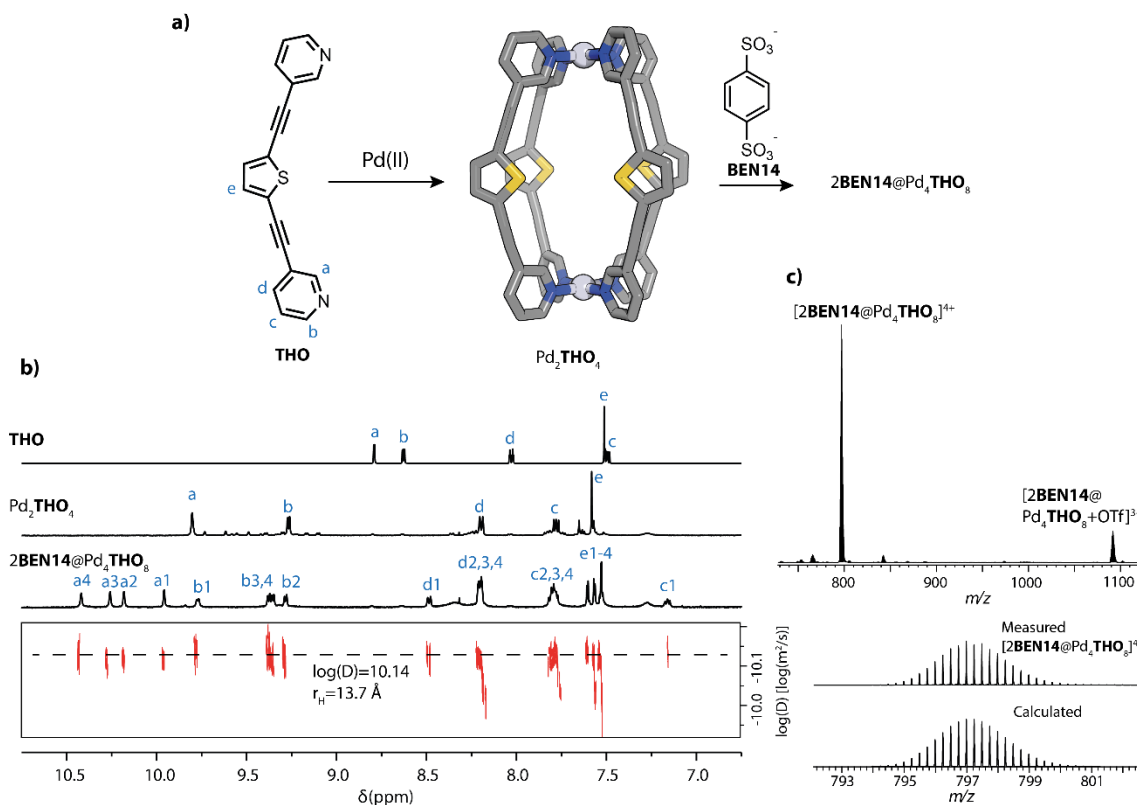 a)
N
S
e
a
d
N
c
b
THO
Pd(II)
Pd₂THO₄
SO₃⁻
SO₃⁻
BEN14
2BEN14@Pd₄THO₈
b)
THO
a
b
d
e
c
Pd₂THO₄
a
b
d
c
e
2BEN14@Pd₄THO₈
a4
a3
a2
a1
b1
b3,4
b2
d1
d2,3,4
c2,3,4
e1-4
c1
log(D)=10.14
r_H=13.7 Å
-10.1
-10.0
log(D) [log(m²/s)]
10.5
10.0
9.5
9.0
8.5
8.0
7.5
7.0
δ(ppm)
c)
[2BEN14@Pd₄THO₈]⁴⁺
[2BEN14@
Pd₄THO₈+OTf]³
800
900
1000
1100
m/z
Measured
[2BEN14@Pd₄THO₈]⁴
Calculated
793
795
797
799
801
m/z